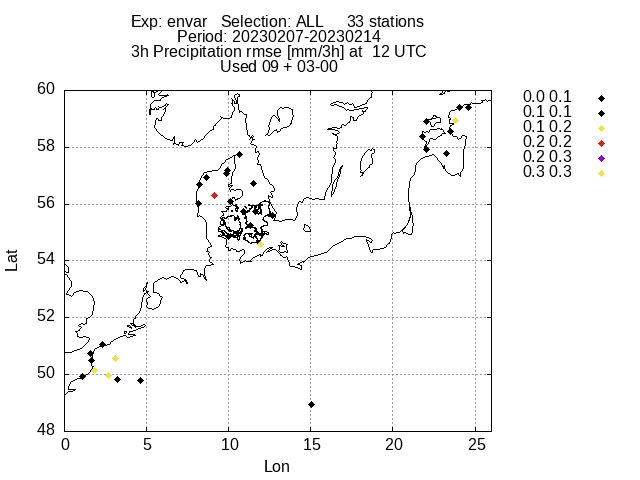 Exp: envar Selection: ALL 33 stations
Period: 20230207-20230214
3h Precipitation rmse [mm/3h] at 12 UTC
Used 09 + 03-00
60
58
56
54
52
50
48
Lat
0 5 10 15 20 25
Lon
0.0 0.1
0.1 0.1
0.1 0.2
0.2 0.2
0.2 0.3
0.3 0.3